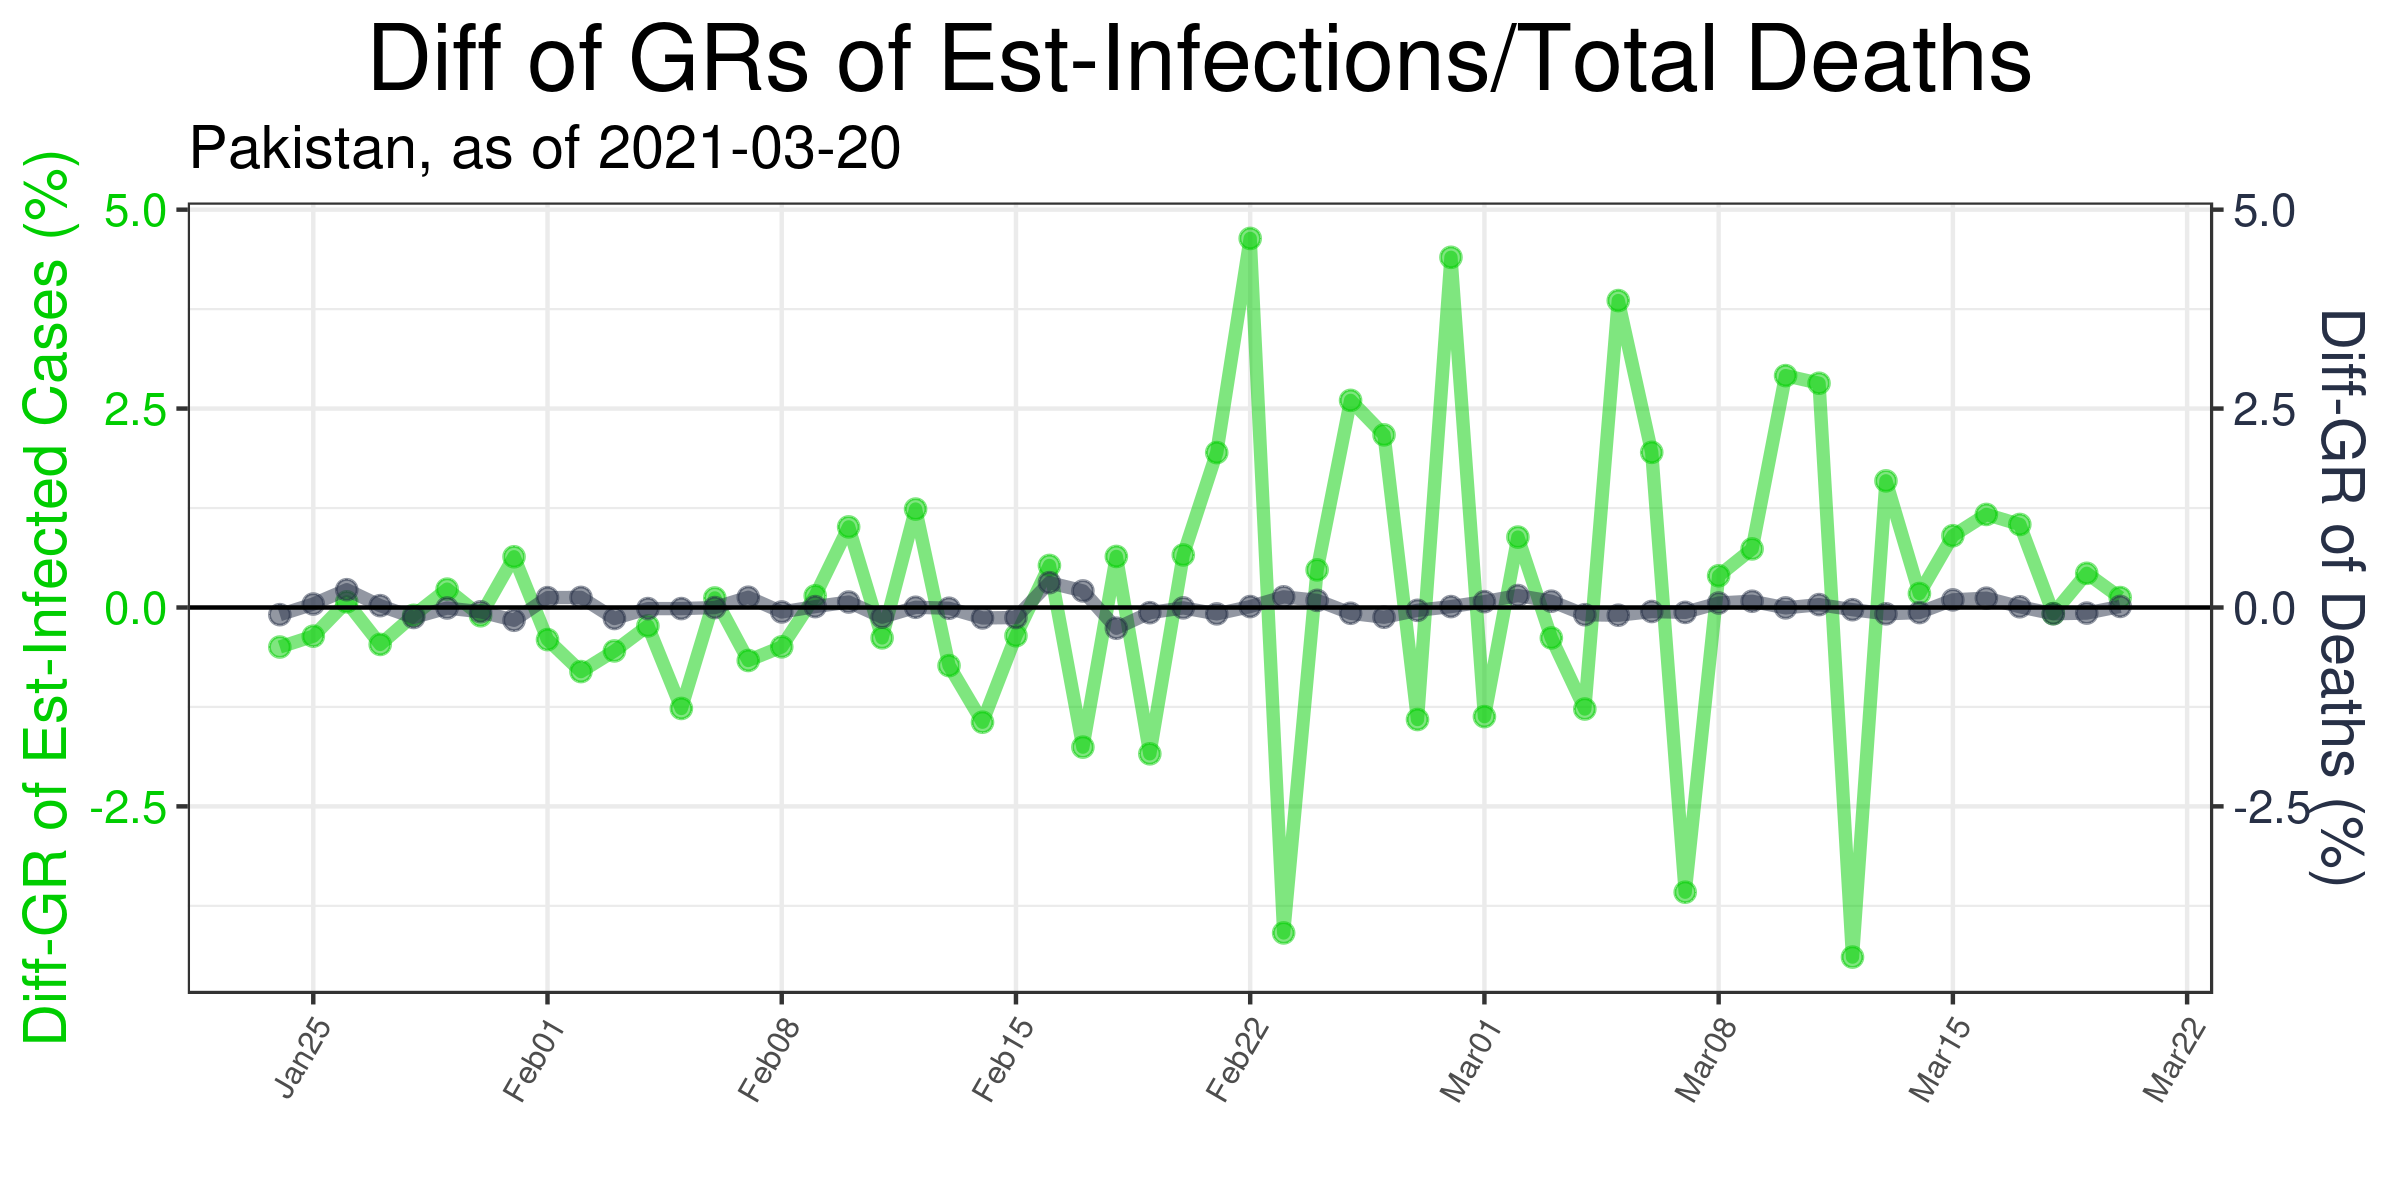 Diff of GRs of Est-Infections/Total Deaths
Pakistan, as of 2021-03-20
Diff-GR of Est-Infected Cases (%)
5.0
2.5
0.0
-2.5
5.0
2.5
0.0
-2.5
Diff-GR of Deaths (%)
Jan25
Feb01
Feb08
Feb15
Feb22
Mar01
Mar08
Mar15
Mar22